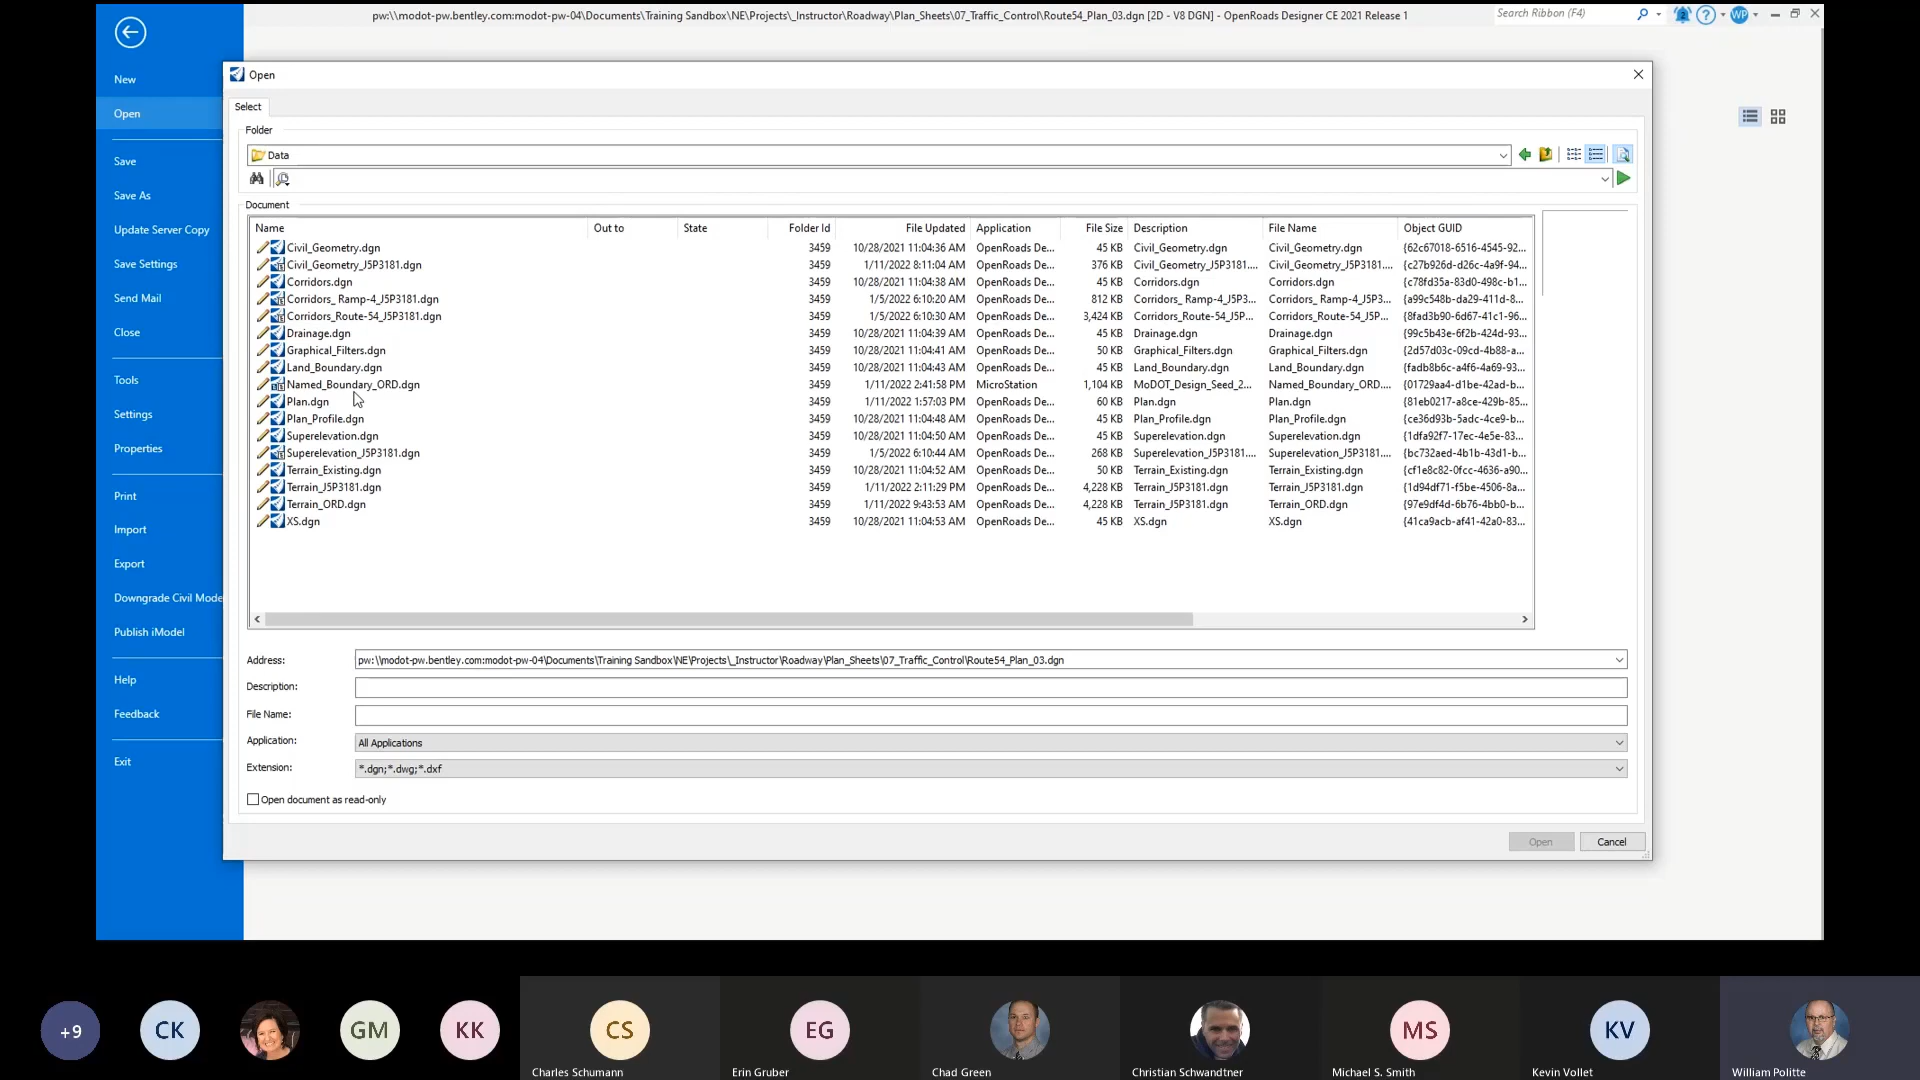 pw:\\modot-pw.bentley.com:modot-pw-04\Documents\Training Sandbox\NE\Projects\_Instructor\Roadway\Plan_Sheets\07_Traffic_Control\Route54_Plan_03.dgn [2D - V8 DGN] - OpenRoads Designer CE 2021 Release 1
Search Ribbon (F4)
WP
New
Open
Save
Save As
Update Server Copy
Save Settings
Send Mail
Close
Tools
Settings
Properties
Print
Import
Export
Downgrade Civil Mode
Publish iModel
Help
Feedback
Exit
Open
Select
Folder
Data
Document
Name Out to State Folder Id File Updated Application File Size Description File Name Object GUID
Civil_Geometry.dgn 3459 10/28/2021 11:04:36 AM OpenRoads De... 45 KB Civil_Geometry.dgn Civil_Geometry.dgn {62c67018-6516-4545-92...
Civil_Geometry_J5P3181.dgn 3459 1/11/2022 8:11:04 AM OpenRoads De... 376 KB Civil_Geometry_J5P3181.... Civil_Geometry_J5P3181.... {c27b926d-d26c-4a9f-94...
Corridors.dgn 3459 10/28/2021 11:04:38 AM OpenRoads De... 45 KB Corridors.dgn Corridors.dgn {c78fd35a-83d0-498c-b1...
Corridors_ Ramp-4_J5P3181.dgn 3459 1/5/2022 6:10:20 AM OpenRoads De... 812 KB Corridors_ Ramp-4_J5P3... Corridors_ Ramp-4_J5P3... {a99c548b-da29-411d-8...
Corridors_Route-54_J5P3181.dgn 3459 1/5/2022 6:10:30 AM OpenRoads De... 3,424 KB Corridors_Route-54_J5P... Corridors_Route-54_J5P... {8fad3b90-6d67-41c1-96...
Drainage.dgn 3459 10/28/2021 11:04:39 AM OpenRoads De... 45 KB Drainage.dgn Drainage.dgn {99c5b43e-6f2b-424d-93...
Graphical_Filters.dgn 3459 10/28/2021 11:04:41 AM OpenRoads De... 50 KB Graphical_Filters.dgn Graphical_Filters.dgn {2d57d03c-09cd-4b88-a...
Land_Boundary.dgn 3459 10/28/2021 11:04:43 AM OpenRoads De... 45 KB Land_Boundary.dgn Land_Boundary.dgn {fadb8b6c-a4f6-4a69-93...
Named_Boundary_ORD.dgn 3459 1/11/2022 2:41:58 PM MicroStation 1,104 KB MoDOT_Design_Seed_2... Named_Boundary_ORD.... {01729aa4-d1be-42ad-b...
Plan.dgn 3459 1/11/2022 1:57:03 PM OpenRoads De... 60 KB Plan.dgn Plan.dgn {81eb0217-a8ce-429b-85...
Plan_Profile.dgn 3459 10/28/2021 11:04:48 AM OpenRoads De... 45 KB Plan_Profile.dgn Plan_Profile.dgn {ce36d93b-5adc-4ce9-b...
Superelevation.dgn 3459 10/28/2021 11:04:50 AM OpenRoads De... 45 KB Superelevation.dgn Superelevation.dgn {1dfa92f7-17ec-4e5e-83...
Superelevation_J5P3181.dgn 3459 1/5/2022 6:10:44 AM OpenRoads De... 268 KB Superelevation_J5P3181.... Superelevation_J5P3181... {bc732aed-4b1b-43d1-b...
Terrain_Existing.dgn 3459 10/28/2021 11:04:52 AM OpenRoads De... 50 KB Terrain_Existing.dgn Terrain_Existing.dgn {cf1e8c82-0fcc-4636-a90...
Terrain_J5P3181.dgn 3459 1/11/2022 2:11:29 PM OpenRoads De... 4,228 KB Terrain_J5P3181.dgn Terrain_J5P3181.dgn {1d94df71-f5be-4506-8a...
Terrain_ORD.dgn 3459 1/11/2022 9:43:53 AM OpenRoads De... 4,228 KB Terrain_J5P3181.dgn Terrain_ORD.dgn {97e9df4d-6b76-4bb0-b...
XS.dgn 3459 10/28/2021 11:04:53 AM OpenRoads De... 45 KB XS.dgn XS.dgn {41ca9acb-af41-42a0-83...
Address: pw:\\modot-pw.bentley.com:modot-pw-04\Documents\Training Sandbox\NE\Projects\_Instructor\Roadway\Plan_Sheets\07_Traffic_Control\Route54_Plan_03.dgn
Description:
File Name:
Application: All Applications
Extension: *.dgn;*.dwg;*.dxf
Open document as read-only
Open Cancel
+9 CK GM KK CS EG MS KV
Charles Schumann Erin Gruber Chad Green Christian Schwandtner Michael S. Smith Kevin Vollet William Politte